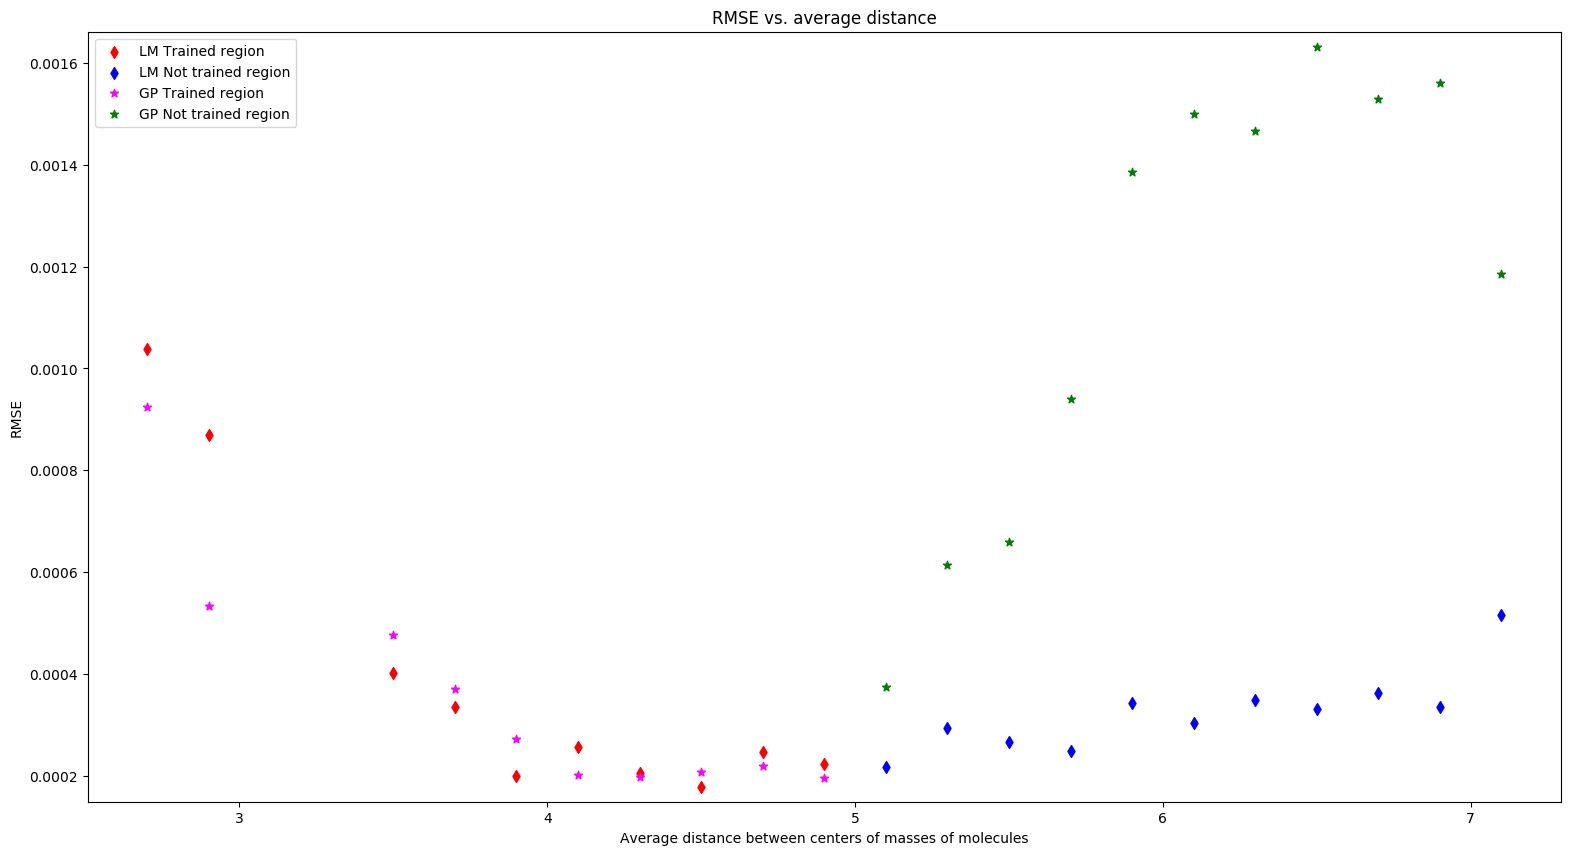 RMSE vs. average distance
LM Trained region
LM Not trained region
GP Trained region
GP Not trained region
0.0016
0.0014
0.0012
0.0010
0.0008
0.0006
0.0004
0.0002
RMSE
3 4 5 6 7
Average distance between centers of masses of molecules